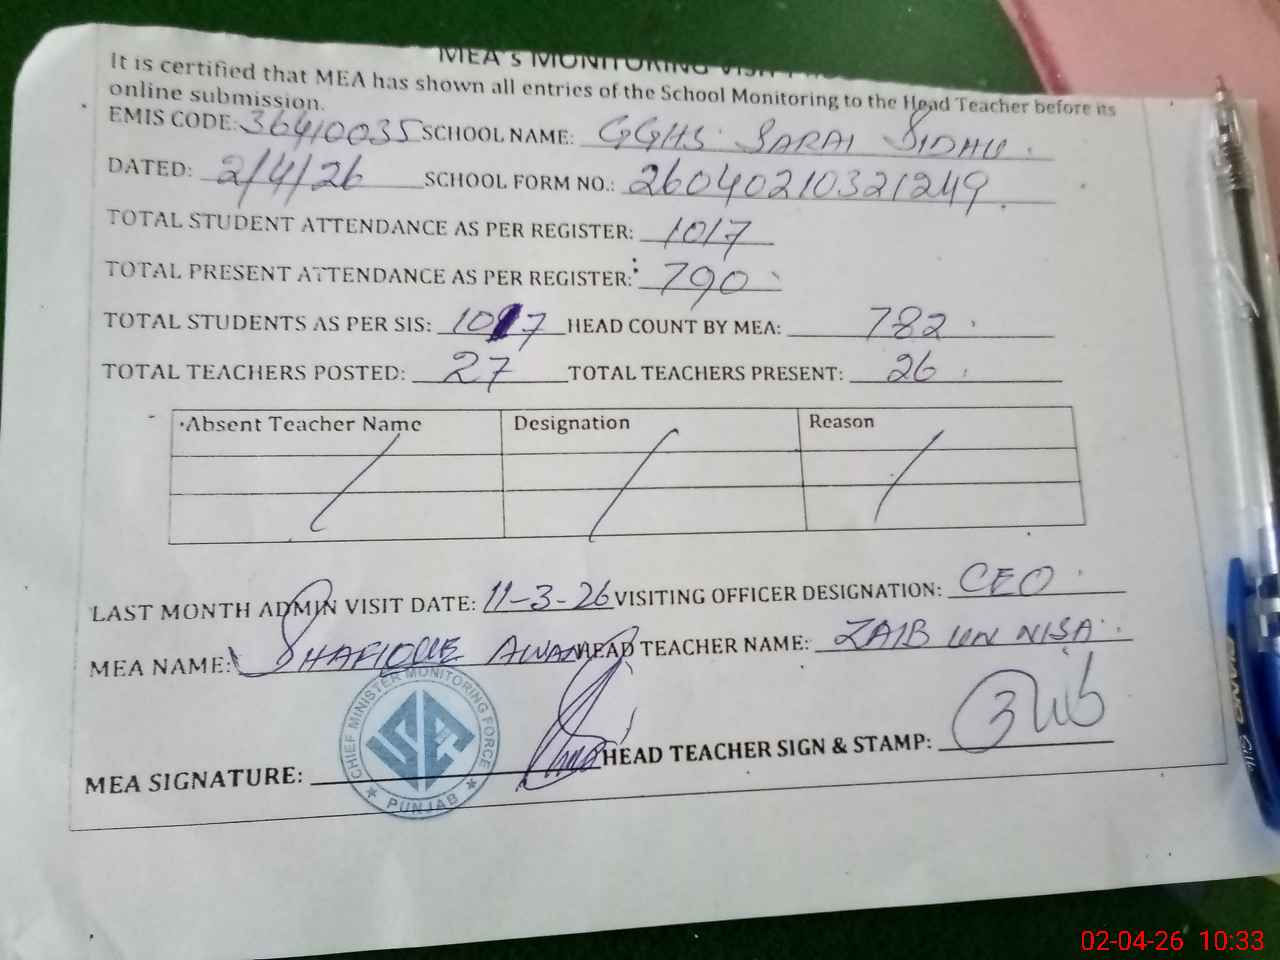 MEA's MONITORING VISIT
It is certified that MEA has shown all entries of the School Monitoring to the Head Teacher before its
online submission.
EMIS CODE: 36410035 SCHOOL NAME: GGHS SARAI SIDHU
DATED: 2/4/26 SCHOOL FORM NO.: 26040210321249
TOTAL STUDENT ATTENDANCE AS PER REGISTER: 1017
TOTAL PRESENT ATTENDANCE AS PER REGISTER: 790
TOTAL STUDENTS AS PER SIS: 1017 HEAD COUNT BY MEA: 782
TOTAL TEACHERS POSTED: 27 TOTAL TEACHERS PRESENT: 26
Absent Teacher Name Designation Reason
LAST MONTH ADMIN VISIT DATE: 11-3-26 VISITING OFFICER DESIGNATION: CEO
MEA NAME: SHAFIQUE AWAN HEAD TEACHER NAME: ZAIB UN NISA
MEA SIGNATURE: HEAD TEACHER SIGN & STAMP:
CHIEF MINISTER MONITORING FORCE
PUNJAB
02-04-26 10:33